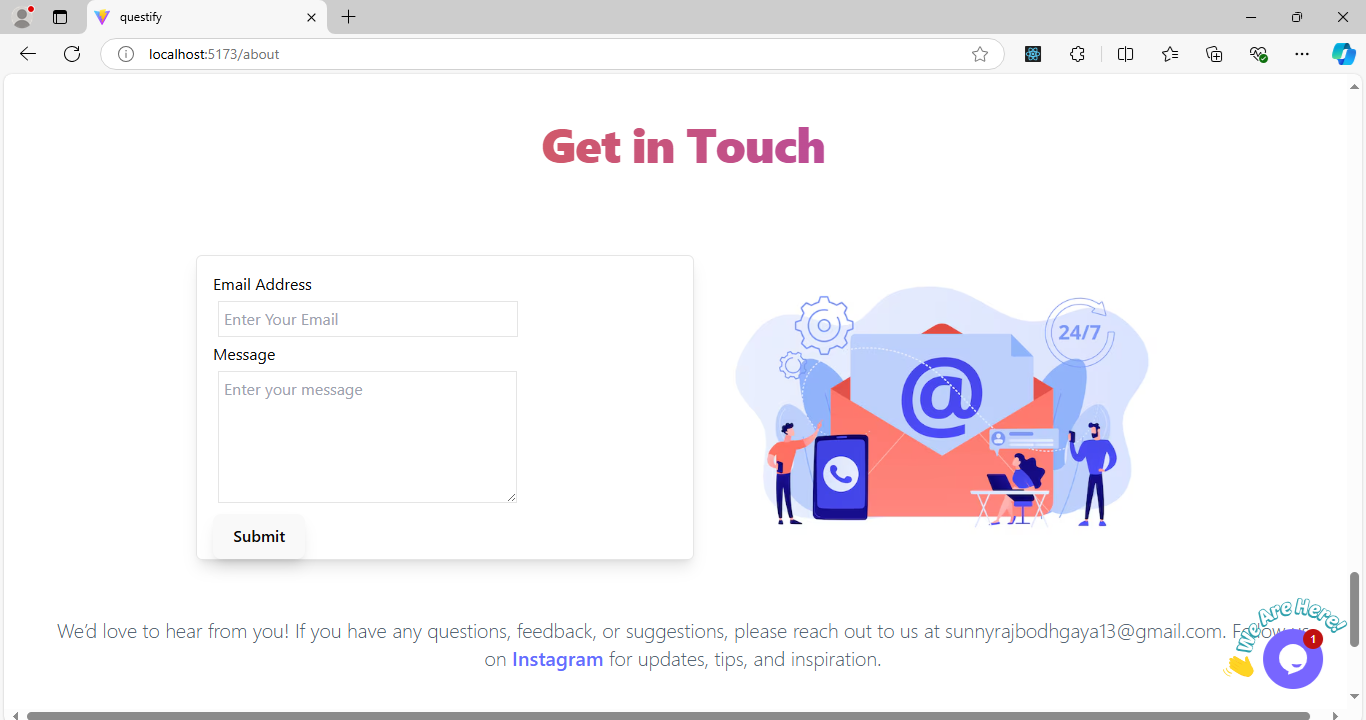 questify
localhost:5173/about
Get in Touch
Email Address
Enter Your Email
Message
Enter your message
Submit
@
24/7
We Are Here!
1
We'd love to hear from you! If you have any questions, feedback, or suggestions, please reach out to us at sunnyrajbodhgaya13@gmail.com. Follow us
on Instagram for updates, tips, and inspiration.